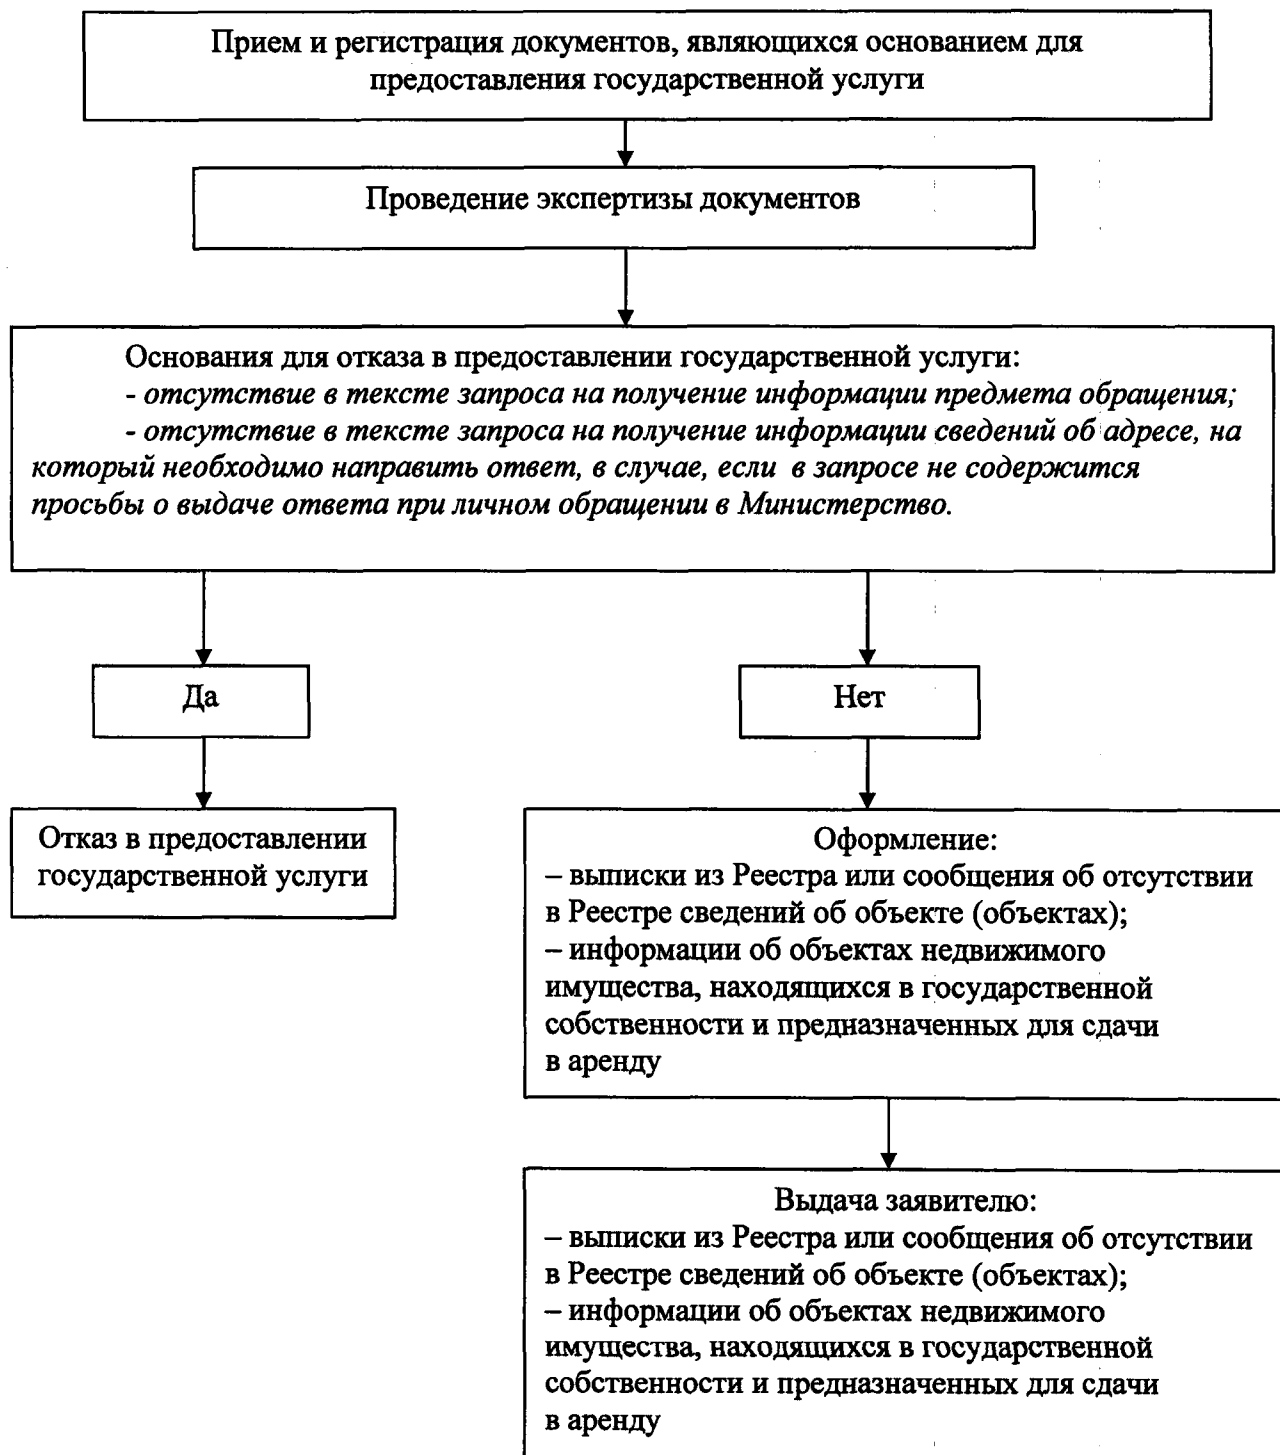 Прием и регистрация документов, являющихся основанием для
предоставления государственной услуги
Проведение экспертизы документов
Основания для отказа в предоставлении государственной услуги:
- отсутствие в тексте запроса на получение информации предмета обращения;
- отсутствие в тексте запроса на получение информации сведений об адресе, на
который необходимо направить ответ, в случае, если в запросе не содержится
просьбы о выдаче ответа при личном обращении в Министерство.
Да
Нет
Отказ в предоставлении
государственной услуги
Оформление:
– выписки из Реестра или сообщения об отсутствии
в Реестре сведений об объекте (объектах);
– информации об объектах недвижимого
имущества, находящихся в государственной
собственности и предназначенных для сдачи
в аренду
Выдача заявителю:
– выписки из Реестра или сообщения об отсутствии
в Реестре сведений об объекте (объектах);
– информации об объектах недвижимого
имущества, находящихся в государственной
собственности и предназначенных для сдачи
в аренду